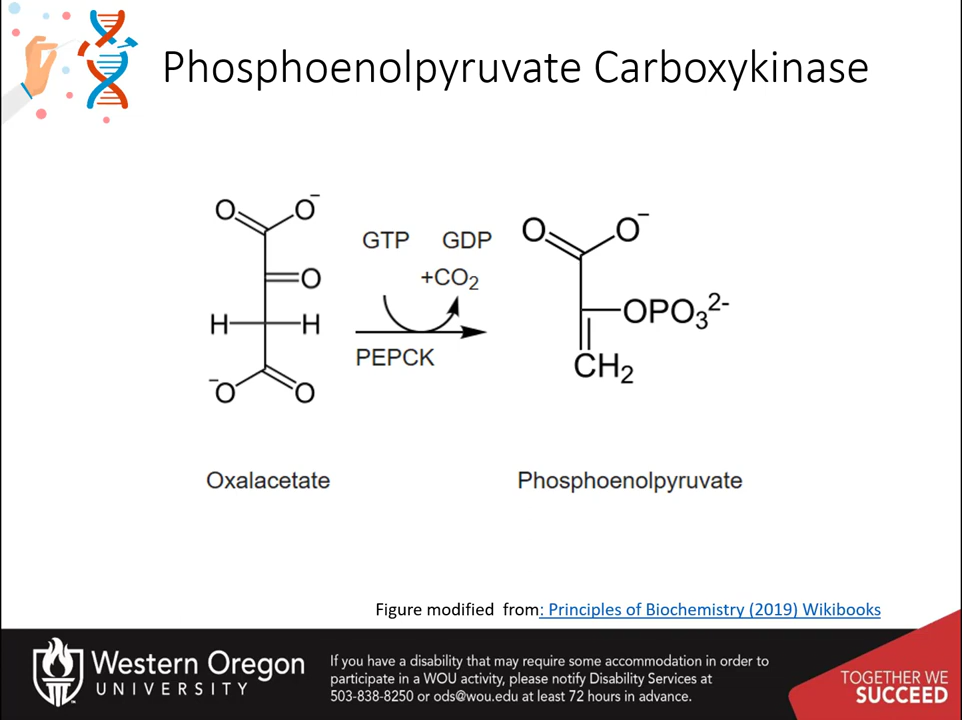 Phosphoenolpyruvate Carboxykinase
O O⁻
O
H H
⁻O O
Oxalacetate
GTP GDP
+CO₂
PEPCK
O O⁻
OPO₃²⁻
CH₂
Phosphoenolpyruvate
Figure modified from: Principles of Biochemistry (2019) Wikibooks
Western Oregon
UNIVERSITY
If you have a disability that may require some accommodation in order to
participate in a WOU activity, please notify Disability Services at
503-838-8250 or ods@wou.edu at least 72 hours in advance.
TOGETHER WE
SUCCEED